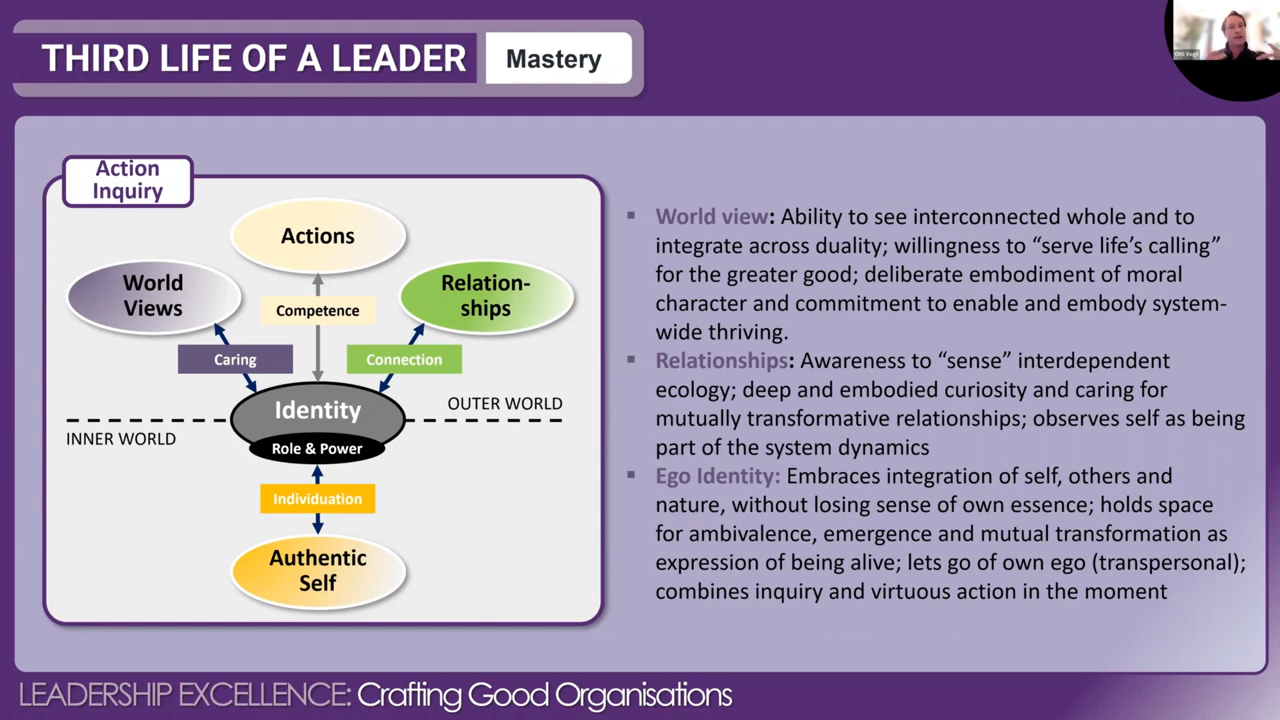 THIRD LIFE OF A LEADER
Mastery
Otti Vogt
Action
Inquiry
Actions
World
Views
Relation-
ships
Competence
Caring
Connection
Identity
OUTER WORLD
INNER WORLD
Role & Power
Individuation
Authentic
Self
▪ World view: Ability to see interconnected whole and to
integrate across duality; willingness to “serve life’s calling”
for the greater good; deliberate embodiment of moral
character and commitment to enable and embody system-
wide thriving.
▪ Relationships: Awareness to “sense” interdependent
ecology; deep and embodied curiosity and caring for
mutually transformative relationships; observes self as being
part of the system dynamics
▪ Ego Identity: Embraces integration of self, others and
nature, without losing sense of own essence; holds space
for ambivalence, emergence and mutual transformation as
expression of being alive; lets go of own ego (transpersonal);
combines inquiry and virtuous action in the moment
LEADERSHIP EXCELLENCE: Crafting Good Organisations